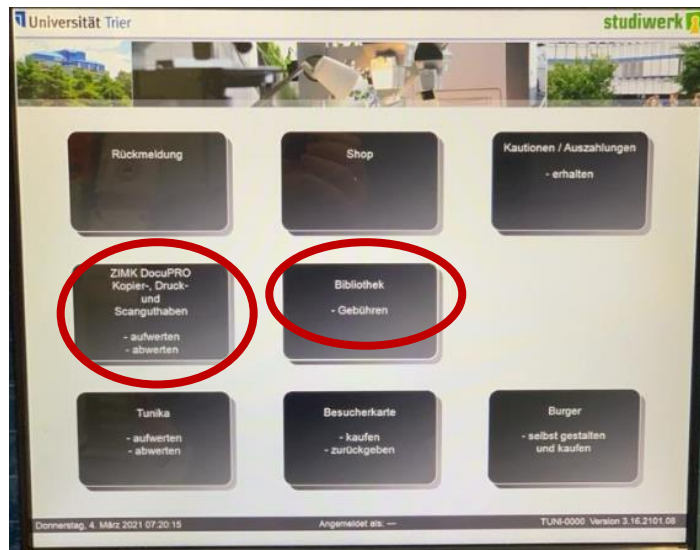 Universität Trier
studiwerk
Rückmeldung
Shop
Kautionen / Auszahlungen
- erhalten
ZIMK DocuPRO
Kopier-, Druck-
und
Scanguthaben
- aufwerten
- abwerten
Bibliothek
- Gebühren
Tunika
- aufwerten
- abwerten
Besucherkarte
- kaufen
- zurückgeben
Burger
- selbst gestalten
und kaufen
Donnerstag, 4. März 2021 07:20:15
Angemeldet als: ---
TUNI-0000 Version 3.16.2101.08